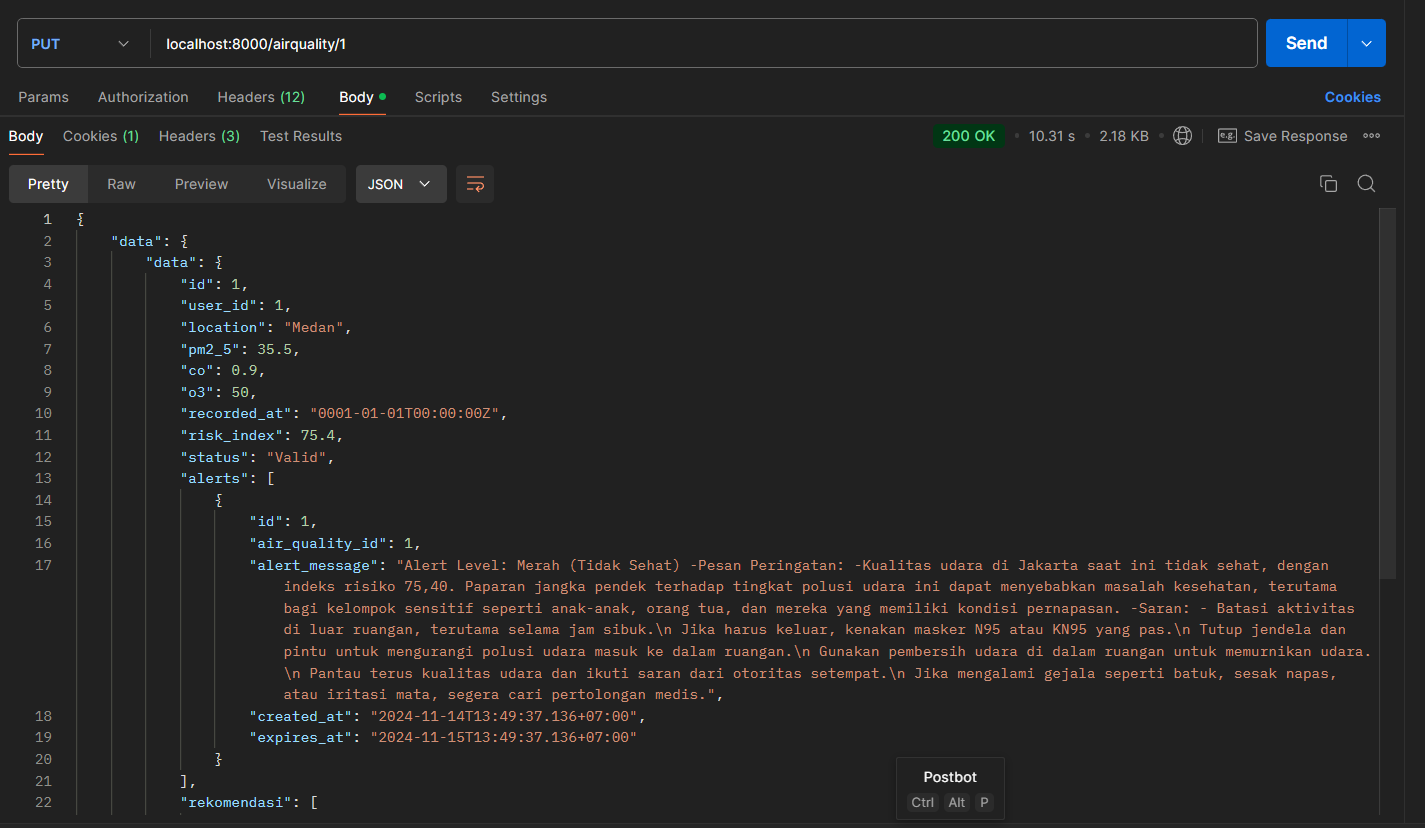 PUT localhost:8000/airquality/1 Send
Params Authorization Headers (12) Body Scripts Settings Cookies
Body Cookies (1) Headers (3) Test Results 200 OK 10.31 s 2.18 KB e.g. Save Response
Pretty Raw Preview Visualize JSON
1 {
2 "data": {
3 "data": {
4 "id": 1,
5 "user_id": 1,
6 "location": "Medan",
7 "pm2_5": 35.5,
8 "co": 0.9,
9 "o3": 50,
10 "recorded_at": "0001-01-01T00:00:00Z",
11 "risk_index": 75.4,
12 "status": "Valid",
13 "alerts": [
14 {
15 "id": 1,
16 "air_quality_id": 1,
17 "alert_message": "Alert Level: Merah (Tidak Sehat) -Pesan Peringatan: -Kualitas udara di Jakarta saat ini tidak sehat, dengan
indeks risiko 75,40. Paparan jangka pendek terhadap tingkat polusi udara ini dapat menyebabkan masalah kesehatan, terutama
bagi kelompok sensitif seperti anak-anak, orang tua, dan mereka yang memiliki kondisi pernapasan. -Saran: - Batasi aktivitas
di luar ruangan, terutama selama jam sibuk.\n Jika harus keluar, kenakan masker N95 atau KN95 yang pas.\n Tutup jendela dan
pintu untuk mengurangi polusi udara masuk ke dalam ruangan.\n Gunakan pembersih udara di dalam ruangan untuk memurnikan udara.
\n Pantau terus kualitas udara dan ikuti saran dari otoritas setempat.\n Jika mengalami gejala seperti batuk, sesak napas,
atau iritasi mata, segera cari pertolongan medis.",
18 "created_at": "2024-11-14T13:49:37.136+07:00",
19 "expires_at": "2024-11-15T13:49:37.136+07:00"
20 }
21 ],
22 "rekomendasi": [
Postbot
Ctrl Alt P